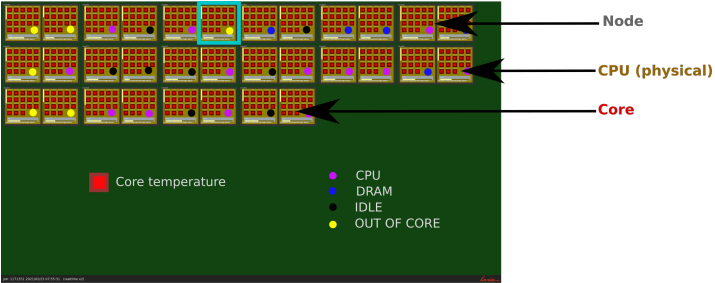 Node
CPU (physical)
Core
Core temperature
CPU
DRAM
IDLE
OUT OF CORE